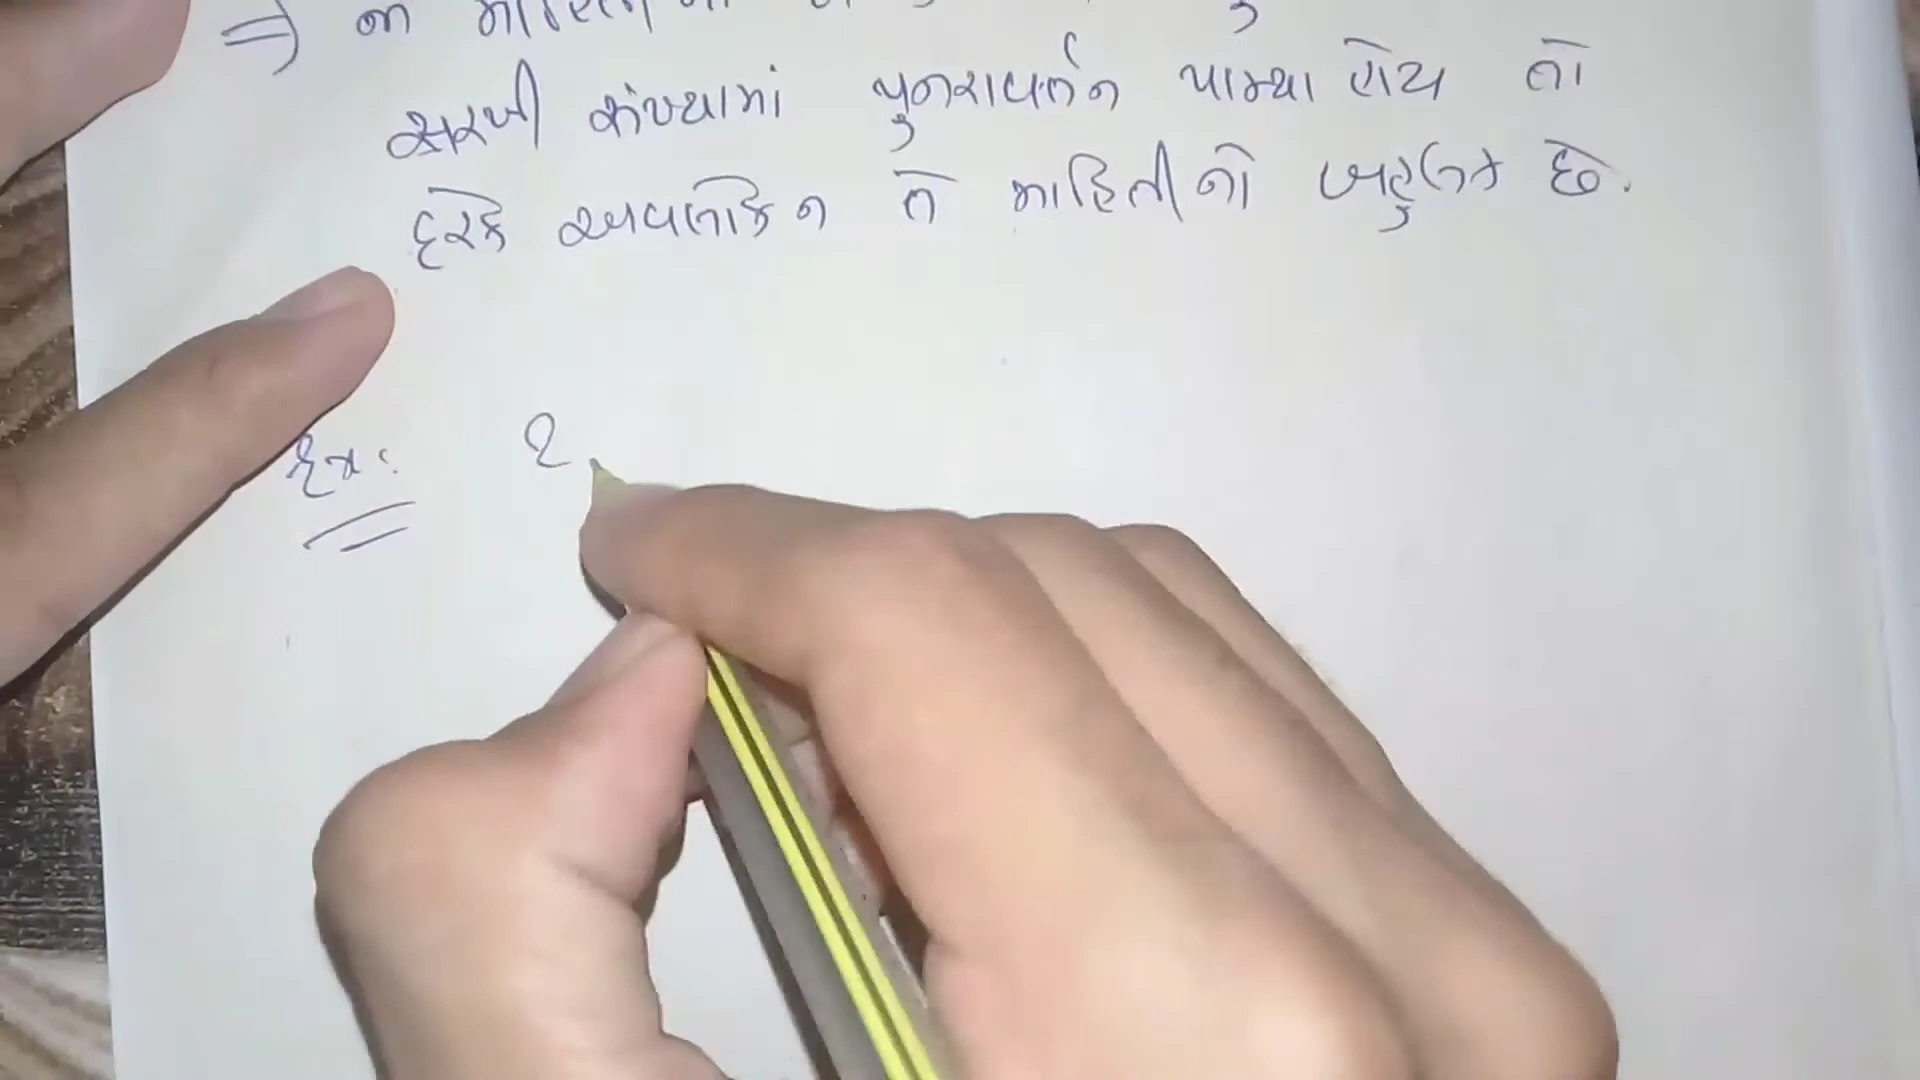 ⇒ જો માહિતીના
સરખી સંખ્યામાં પુનરાવર્તન પામ્યા હોય તો
દરેક અવલોકન તે માહિતીનો બહુલક છે.
Ex: 2